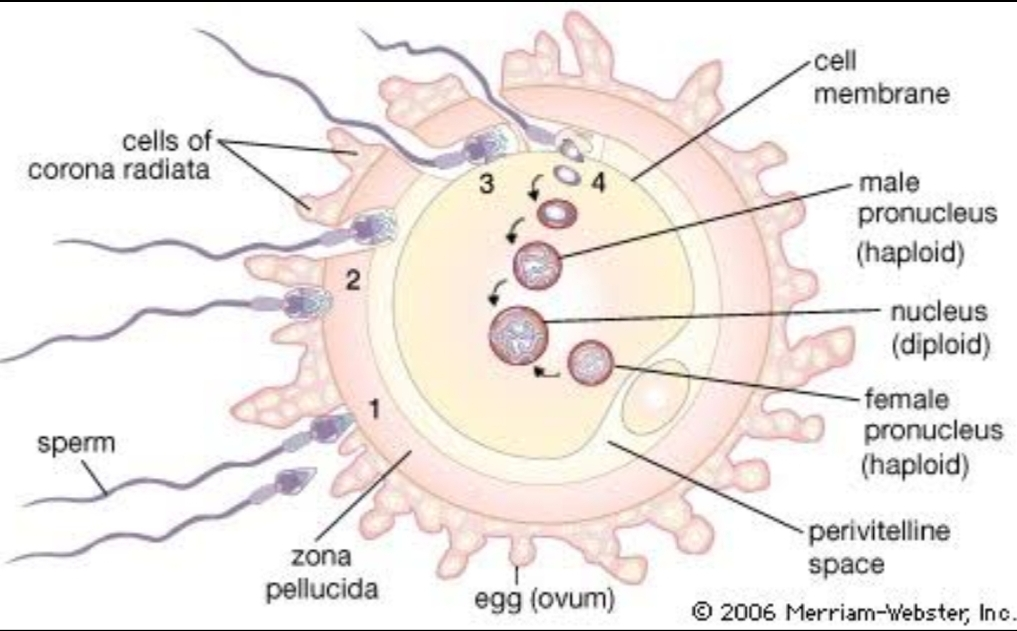 cell
membrane
cells of
corona radiata
3
4
male
pronucleus
(haploid)
2
nucleus
(diploid)
1
female
pronucleus
(haploid)
sperm
perivitelline
space
zona
pellucida
egg (ovum)
© 2006 Merriam-Webster, Inc.